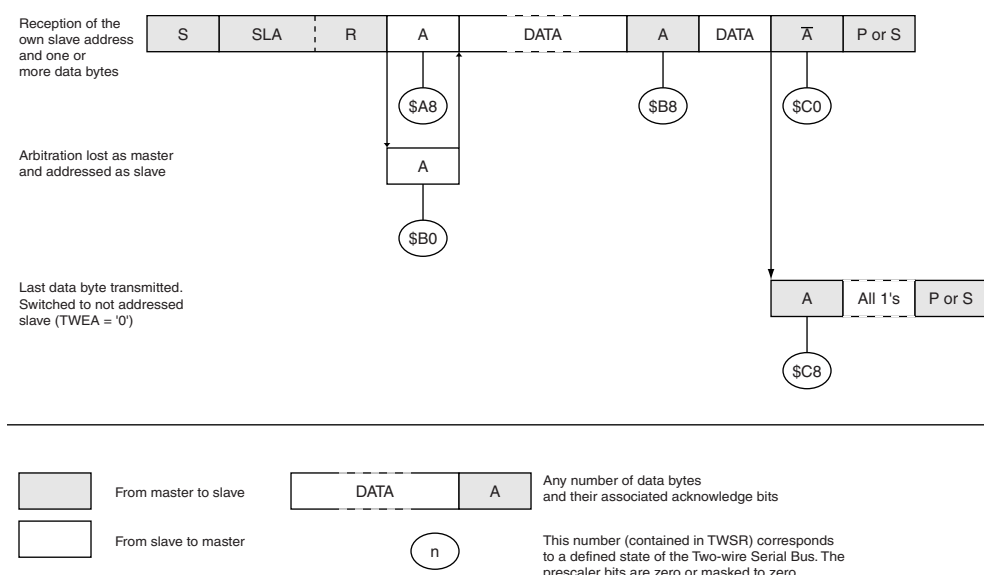 Reception of the
own slave address
and one or
more data bytes
S SLA R A DATA A DATA A̅ P or S
$A8 $B8 $C0
Arbitration lost as master
and addressed as slave
A
$B0
Last data byte transmitted.
Switched to not addressed
slave (TWEA = '0')
A All 1's P or S
$C8
From master to slave
DATA A
Any number of data bytes
and their associated acknowledge bits
From slave to master
n
This number (contained in TWSR) corresponds
to a defined state of the Two-wire Serial Bus. The
prescaler bits are zero or masked to zero